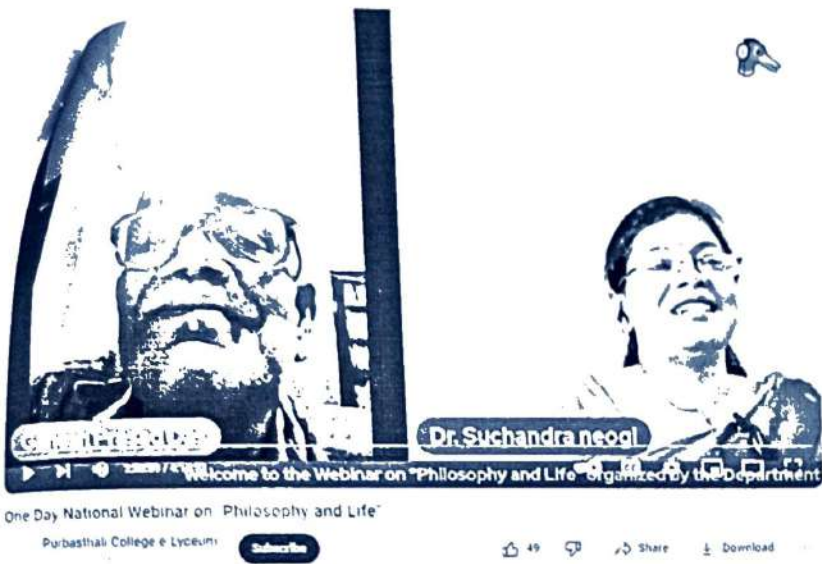 Dr. Suchandra neogi
Welcome to the Webinar on "Philosophy and Life" organized by the Department
One Day National Webinar on "Philosophy and Life"
Purbasthali College e Lyceum
Subscribe
49
Share
Download